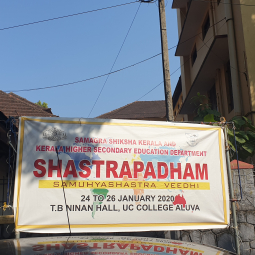 SAMAGRA SHIKSHA KERALA AND
KERALA HIGHER SECONDARY EDUCATION DEPARTMENT
SHASTRAPADHAM
SAMUHYASHASTRA VEEDHI
24 TO 26 JANUARY 2020
T.B NINAN HALL, UC COLLEGE ALUVA